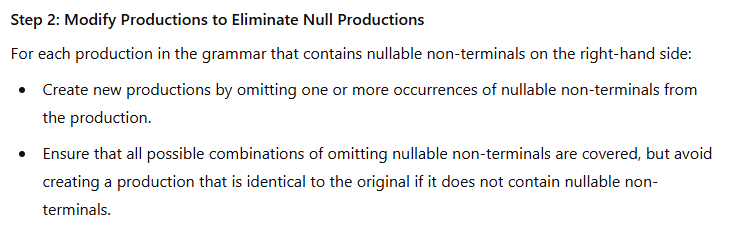 Step 2: Modify Productions to Eliminate Null Productions
For each production in the grammar that contains nullable non-terminals on the right-hand side:
• Create new productions by omitting one or more occurrences of nullable non-terminals from
the production.
• Ensure that all possible combinations of omitting nullable non-terminals are covered, but avoid
creating a production that is identical to the original if it does not contain nullable non-
terminals.